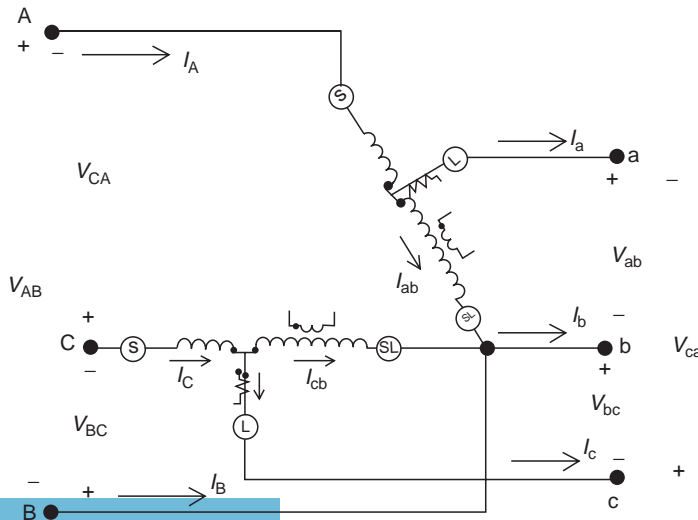 A
+
− I_A
S
L
I_a
a
+ −
V_CA
V_ab
I_ab
V_AB
SL
+
−
I_b
C
S
I_C
I_cb
SL
b
V_ca
−
+
V_bc
V_BC
L
I_c
−
+
−
+
I_B
c
B